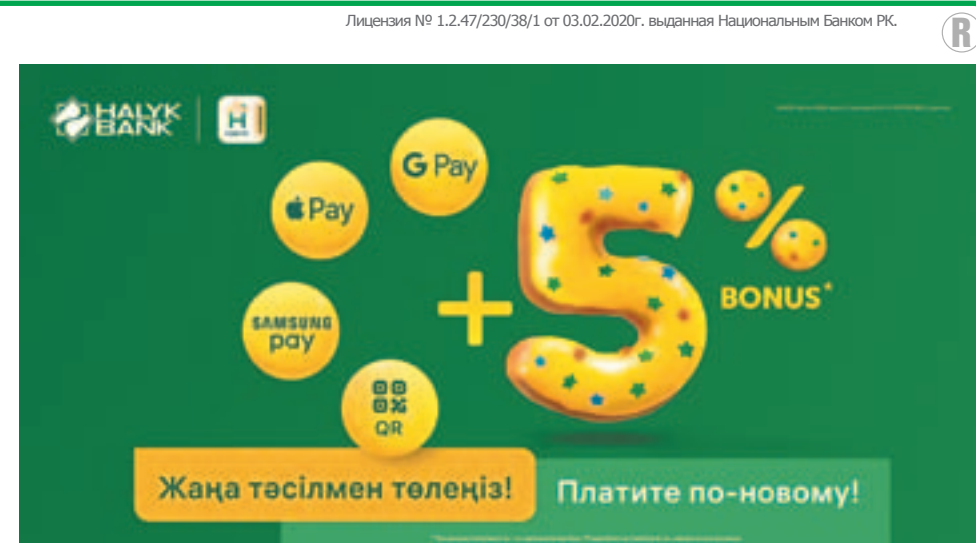 Лицензия № 1.2.47/230/38/1 от 03.02.2020г. выданная Национальным Банком РК.
R
HALYK
BANK
H
G Pay
Pay
+5%
BONUS*
SAMSUNG
pay
QR
Жаңа тәсілмен төлеңіз!
Платите по-новому!